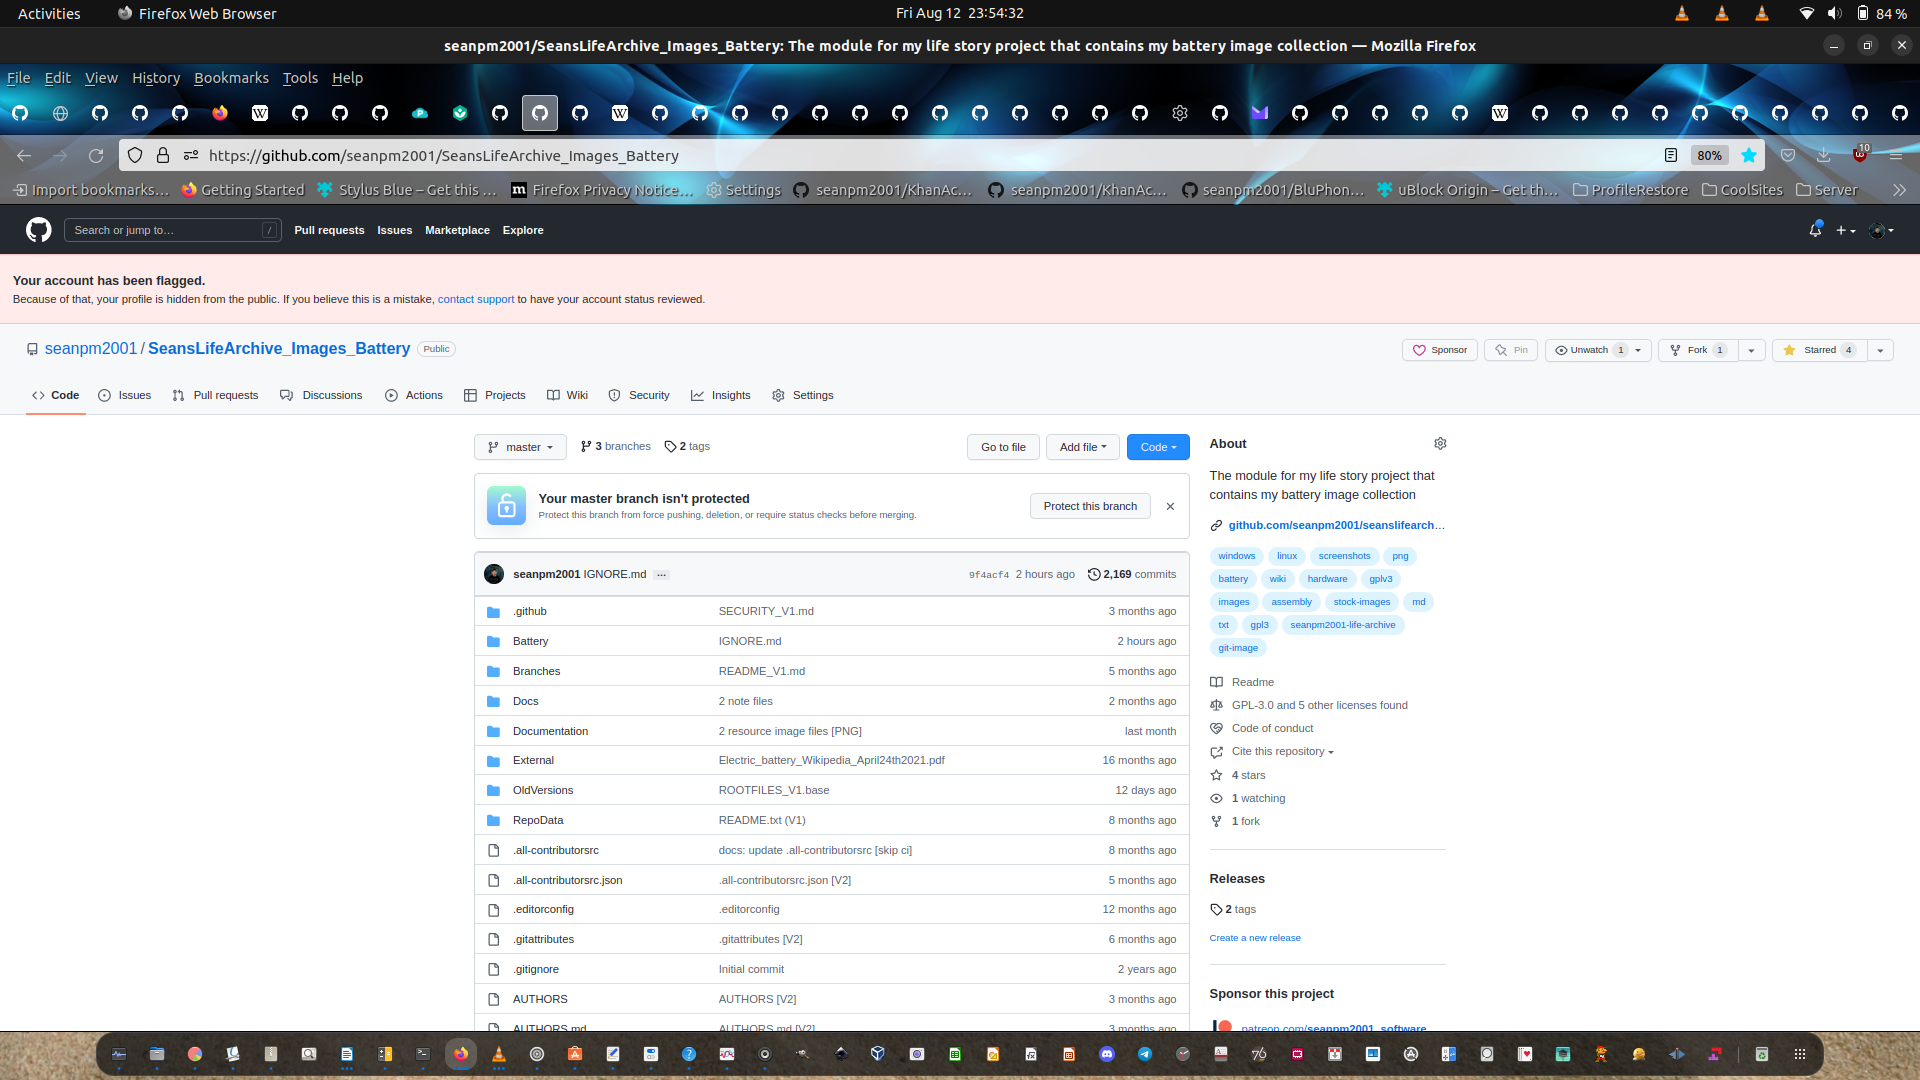 Activities
Firefox Web Browser
Fri Aug 12 23:54:32
84 %
seanpm2001/SeansLifeArchive_Images_Battery: The module for my life story project that contains my battery image collection — Mozilla Firefox
File Edit View History Bookmarks Tools Help
https://github.com/seanpm2001/SeansLifeArchive_Images_Battery
80%
10
Import bookmarks…
Getting Started
Stylus Blue – Get this …
Firefox Privacy Notice…
Settings
seanpm2001/KhanAc…
seanpm2001/KhanAc…
seanpm2001/BluPhon…
uBlock Origin – Get th…
ProfileRestore
CoolSites
Server
Search or jump to…
/
Pull requests Issues Marketplace Explore
Your account has been flagged.
Because of that, your profile is hidden from the public. If you believe this is a mistake, contact support to have your account status reviewed.
seanpm2001 / SeansLifeArchive_Images_Battery Public
Sponsor
Pin
Unwatch 1
Fork 1
Starred 4
Code
Issues
Pull requests
Discussions
Actions
Projects
Wiki
Security
Insights
Settings
master
3 branches
2 tags
Go to file
Add file
Code
Your master branch isn't protected
Protect this branch from force pushing, deletion, or require status checks before merging.
Protect this branch
seanpm2001 IGNORE.md …
9f4acf4 2 hours ago
2,169 commits
.github SECURITY_V1.md 3 months ago
Battery IGNORE.md 2 hours ago
Branches README_V1.md 5 months ago
Docs 2 note files 2 months ago
Documentation 2 resource image files [PNG] last month
External Electric_battery_Wikipedia_April24th2021.pdf 16 months ago
OldVersions ROOTFILES_V1.base 12 days ago
RepoData README.txt (V1) 8 months ago
.all-contributorsrc docs: update .all-contributorsrc [skip ci] 8 months ago
.all-contributorsrc.json .all-contributorsrc.json [V2] 5 months ago
.editorconfig .editorconfig 12 months ago
.gitattributes .gitattributes [V2] 6 months ago
.gitignore Initial commit 2 years ago
AUTHORS AUTHORS [V2] 3 months ago
AUTHORS.md AUTHORS.md [V2] 3 months ago
About
The module for my life story project that
contains my battery image collection
github.com/seanpm2001/seanslifearch…
windows linux screenshots png
battery wiki hardware gplv3
images assembly stock-images md
txt gpl3 seanpm2001-life-archive
git-image
Readme
GPL-3.0 and 5 other licenses found
Code of conduct
Cite this repository
4 stars
1 watching
1 fork
Releases
2 tags
Create a new release
Sponsor this project
patreon.com/seanpm2001_software